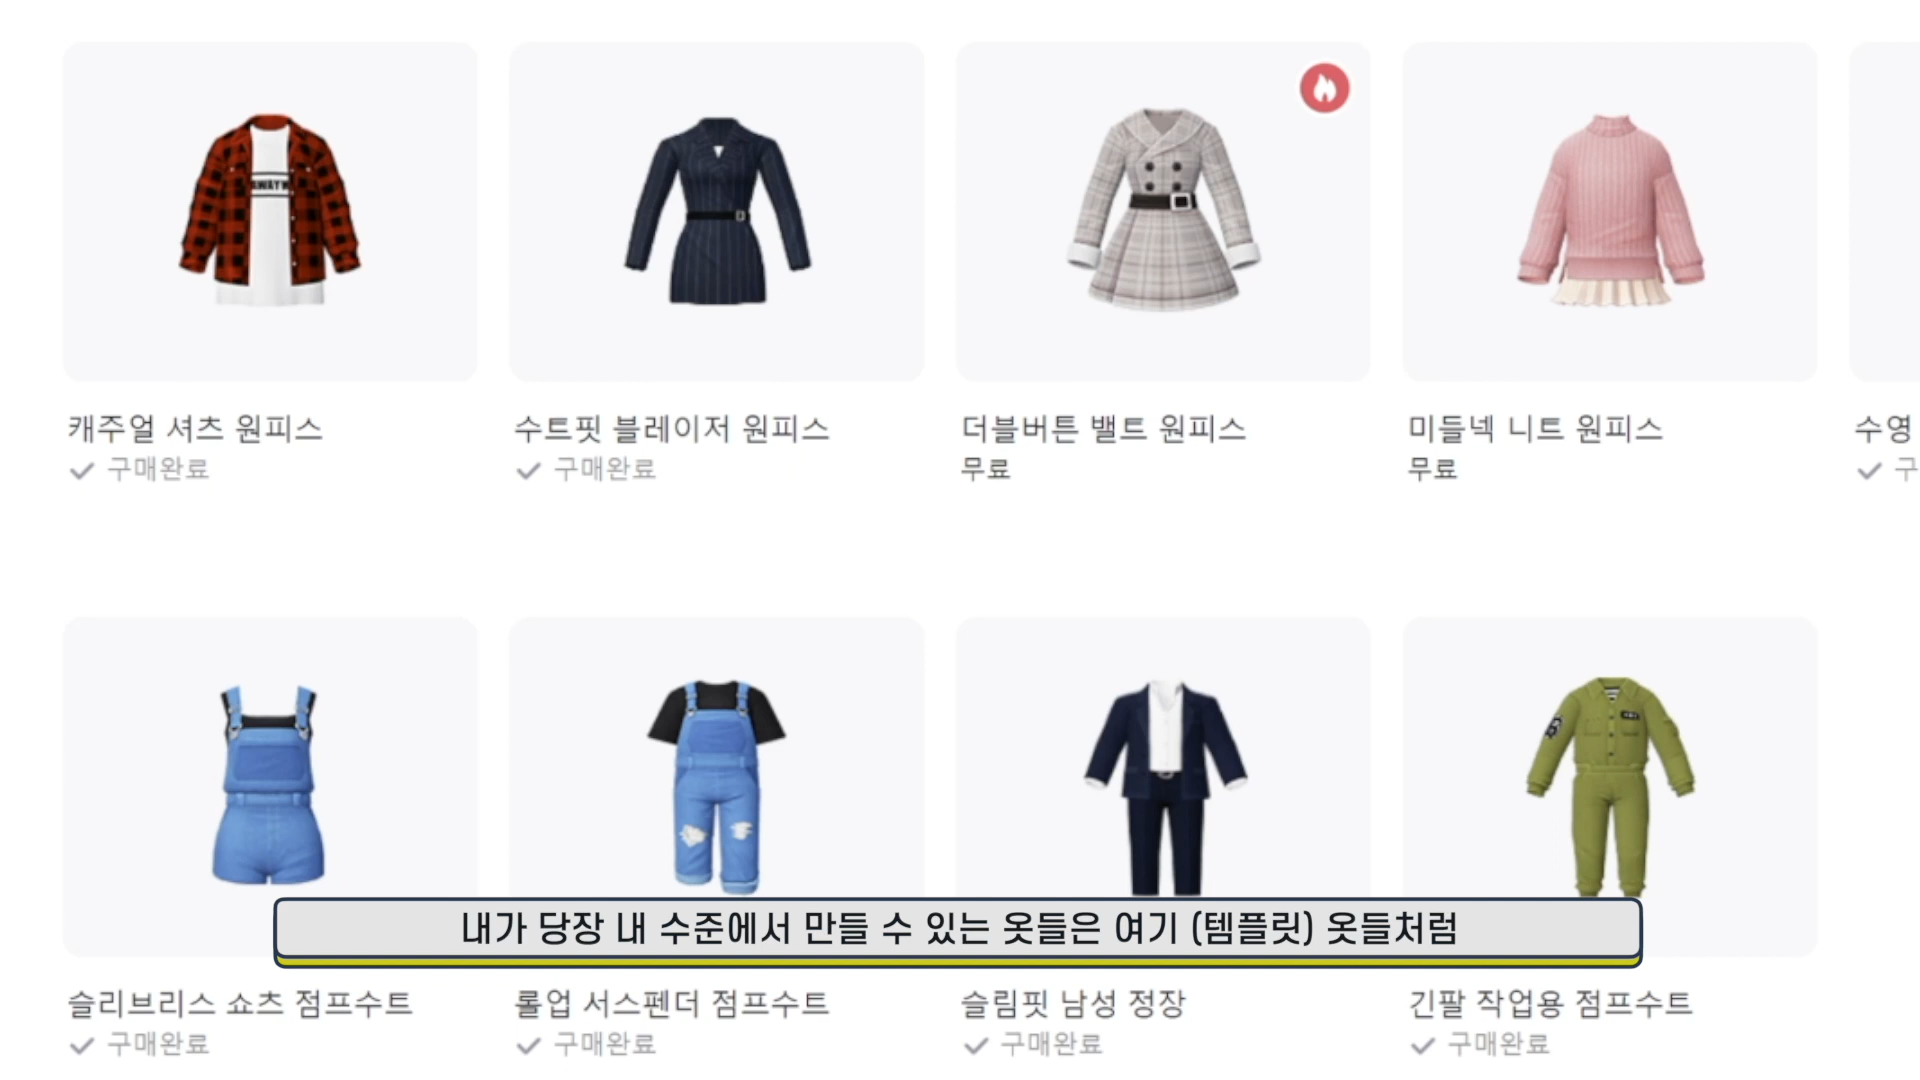 캐주얼 셔츠 원피스
구매완료
수트핏 블레이저 원피스
구매완료
더블버튼 밸트 원피스
무료
미들넥 니트 원피스
무료
수영
구
내가 당장 내 수준에서 만들 수 있는 옷들은 여기 (템플릿) 옷들처럼
슬리브리스 쇼츠 점프수트
구매완료
롤업 서스펜더 점프수트
구매완료
슬림핏 남성 정장
구매완료
긴팔 작업용 점프수트
구매완료